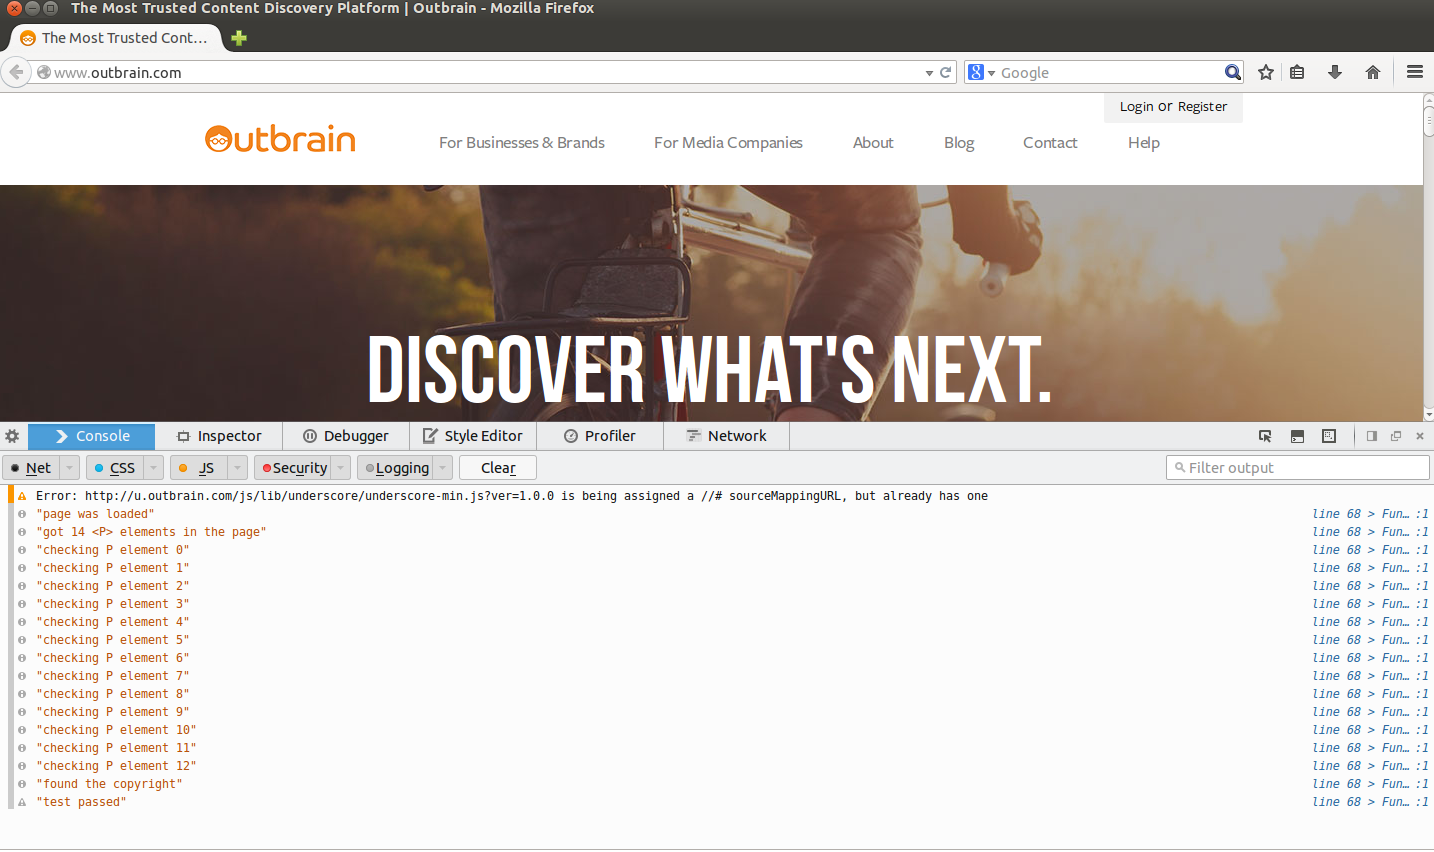 The Most Trusted Content Discovery Platform | Outbrain - Mozilla Firefox
The Most Trusted Cont...
www.outbrain.com
Google
Login or Register
Outbrain
For Businesses & Brands
For Media Companies
About
Blog
Contact
Help
DISCOVER WHAT'S NEXT.
Console
Inspector
Debugger
Style Editor
Profiler
Network
Net
CSS
JS
Security
Logging
Clear
Filter output
Error: http://u.outbrain.com/js/lib/underscore/underscore-min.js?ver=1.0.0 is being assigned a //# sourceMappingURL, but already has one
"page was loaded" line 68 > Fun… :1
"got 14 <P> elements in the page" line 68 > Fun… :1
"checking P element 0" line 68 > Fun… :1
"checking P element 1" line 68 > Fun… :1
"checking P element 2" line 68 > Fun… :1
"checking P element 3" line 68 > Fun… :1
"checking P element 4" line 68 > Fun… :1
"checking P element 5" line 68 > Fun… :1
"checking P element 6" line 68 > Fun… :1
"checking P element 7" line 68 > Fun… :1
"checking P element 8" line 68 > Fun… :1
"checking P element 9" line 68 > Fun… :1
"checking P element 10" line 68 > Fun… :1
"checking P element 11" line 68 > Fun… :1
"checking P element 12" line 68 > Fun… :1
"found the copyright" line 68 > Fun… :1
"test passed" line 68 > Fun… :1